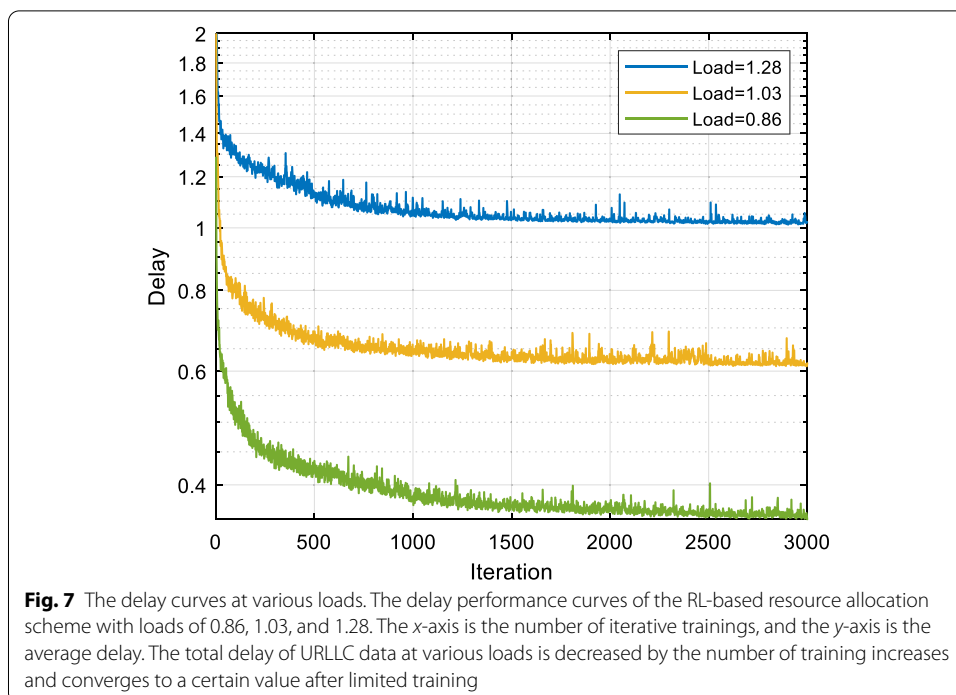 2
1.8
1.6
1.4
1.2
1
0.8
0.6
0.4
Delay
Load=1.28
Load=1.03
Load=0.86
0 500 1000 1500 2000 2500 3000
Iteration
Fig. 7 The delay curves at various loads. The delay performance curves of the RL-based resource allocation
scheme with loads of 0.86, 1.03, and 1.28. The x-axis is the number of iterative trainings, and the y-axis is the
average delay. The total delay of URLLC data at various loads is decreased by the number of training increases
and converges to a certain value after limited training